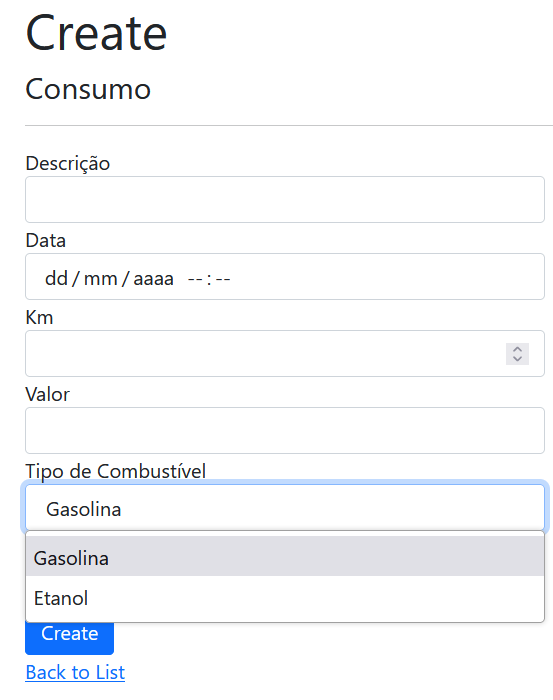 Create
Consumo
Descrição
Data
dd/mm/aaaa --:--
Km
Valor
Tipo de Combustível
Gasolina
Gasolina
Etanol
Create
Back to List